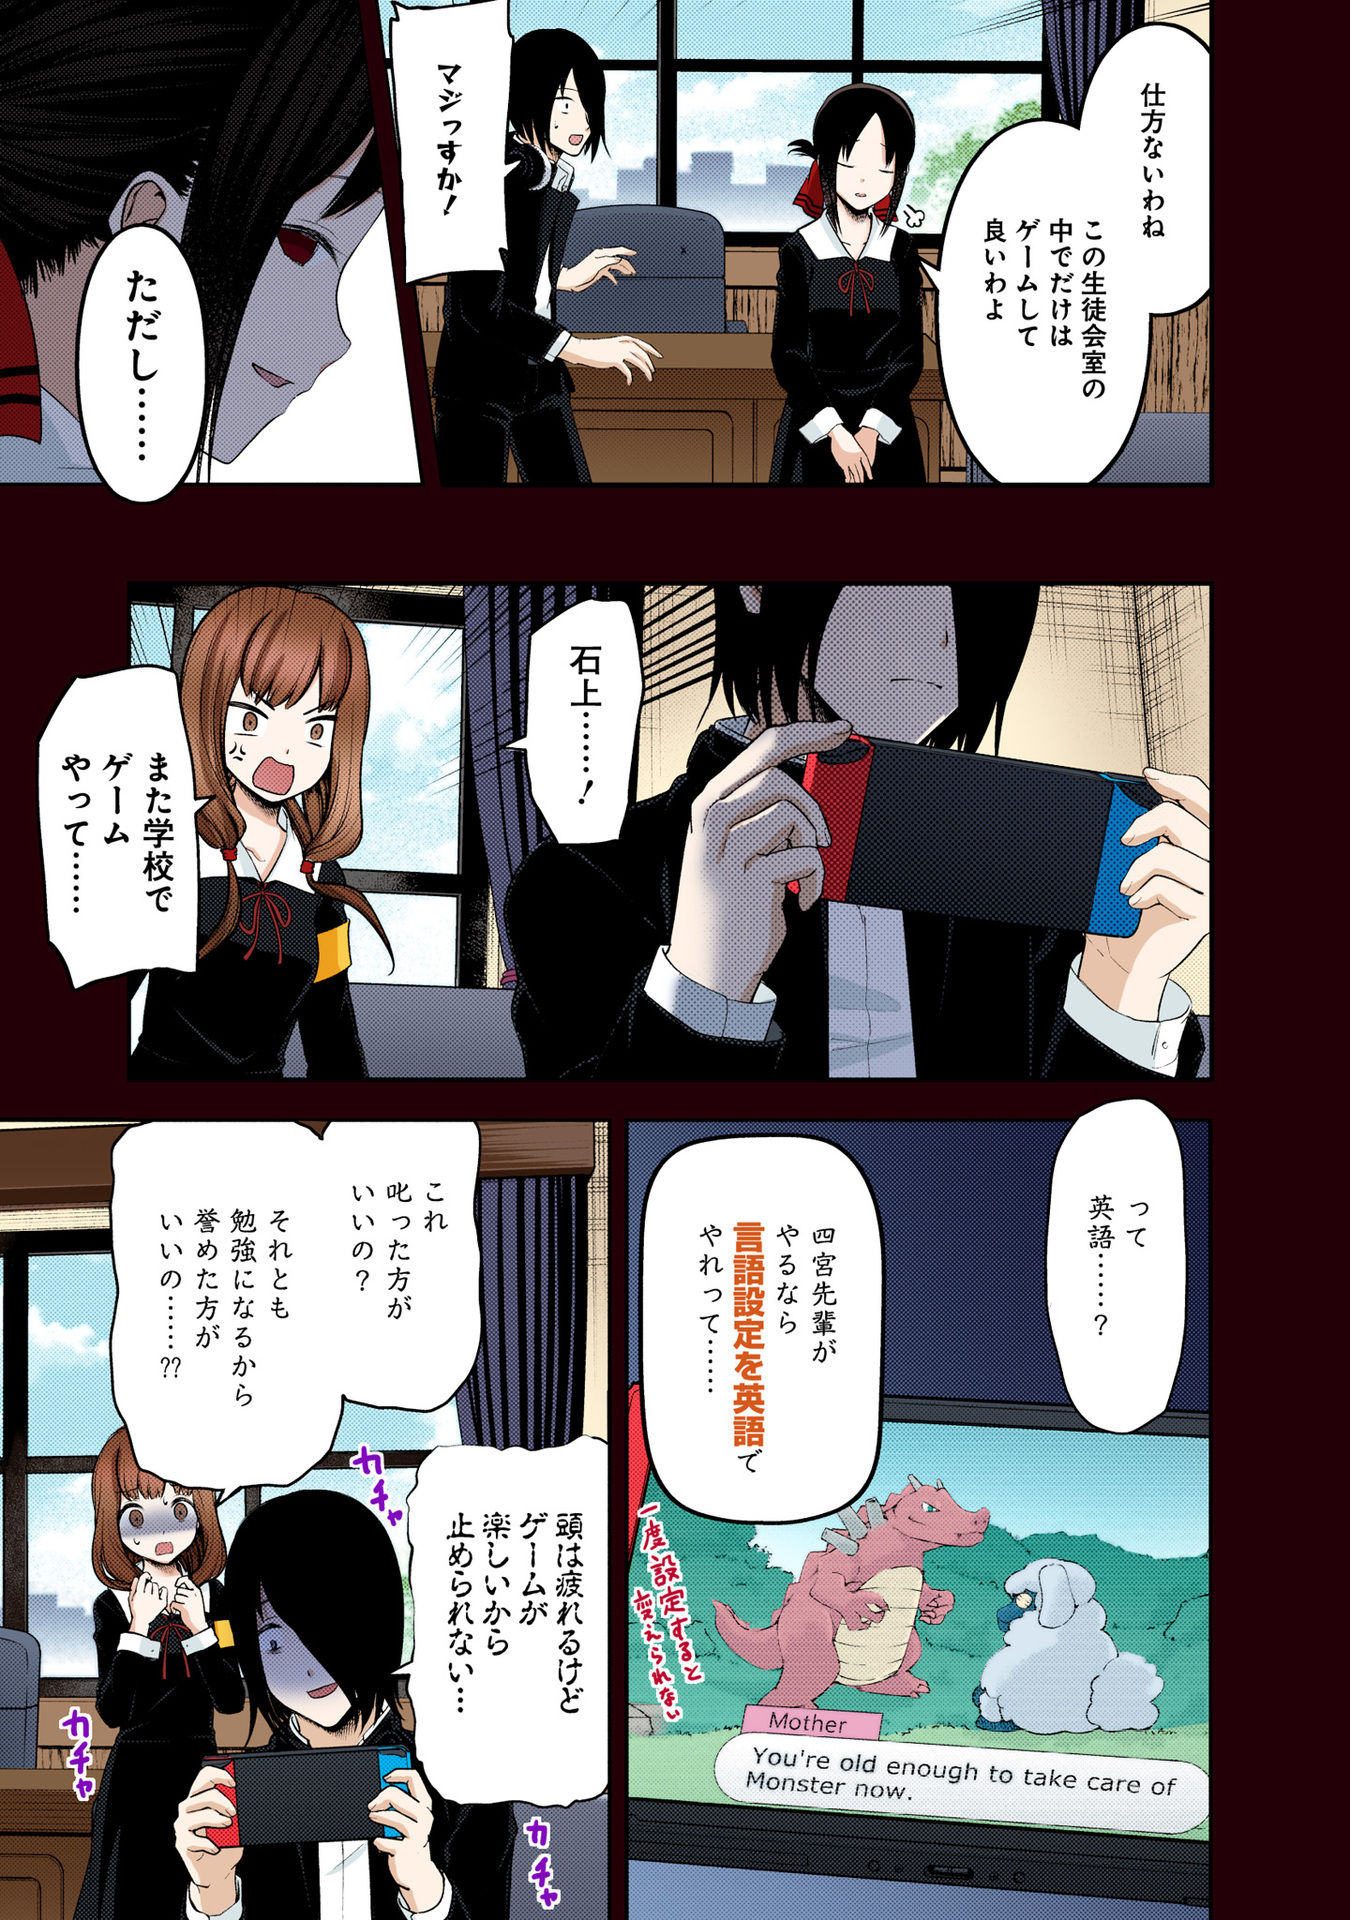 仕方ないわね
この生徒会室の
中でだけは
ゲームして
良いわよ
マジっすか!
ただし……
石上……!
また学校で
ゲーム
やって……
って
英語……?
四宮先輩が
やるなら
言語設定を英語で
やれって……
一度設定すると
変えられない
Mother
You're old enough to take care of
Monster now.
これ
叱った方が
いいの?
それとも
勉強になるから
誉めた方が
いいの……??
頭は疲れるけど
ゲームが
楽しいから
止められない…
カチャ
カチャ
カチャ